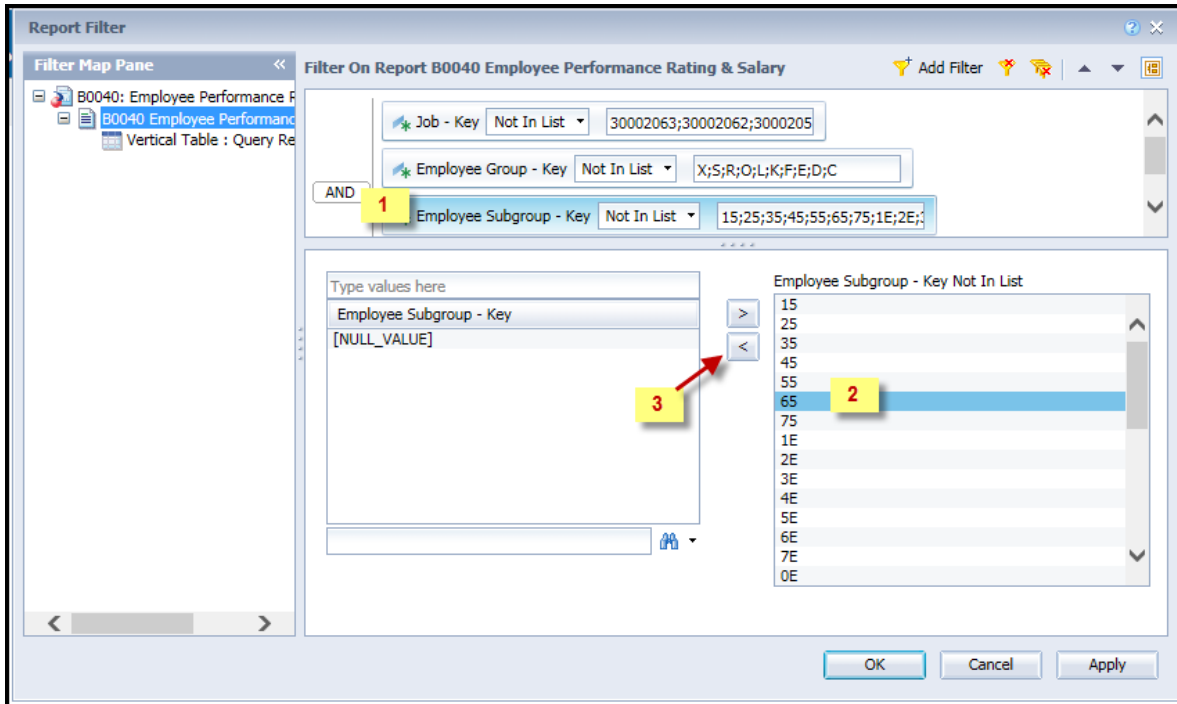 Report Filter
Filter Map Pane «
B0040: Employee Performance P
B0040 Employee Performanc
Vertical Table : Query Re
Filter On Report B0040 Employee Performance Rating & Salary
Add Filter
Job - Key Not In List 30002063;30002062;3000205
Employee Group - Key Not In List X;S;R;O;L;K;F;E;D;C
AND
1
Employee Subgroup - Key Not In List 15;25;35;45;55;65;75;1E;2E;3
Type values here
Employee Subgroup - Key
[NULL_VALUE]
>
<
3
Employee Subgroup - Key Not In List
15
25
35
45
55
65
2
75
1E
2E
3E
4E
5E
6E
7E
0E
OK
Cancel
Apply